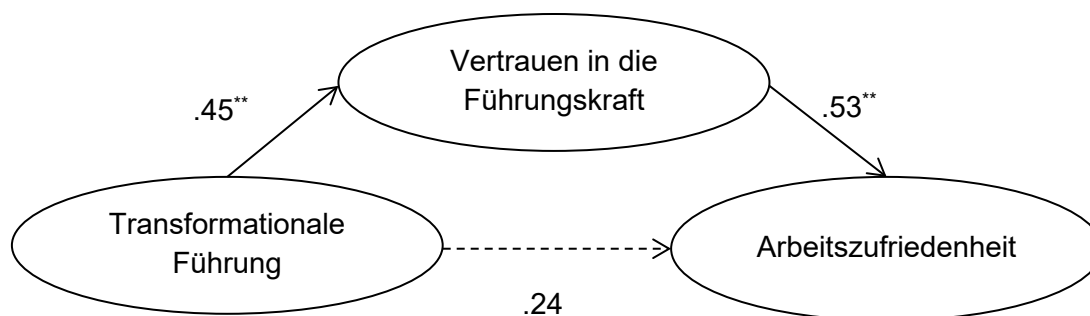 Vertrauen in die
Führungskraft
.45**
.53**
Transformationale
Führung
Arbeitszufriedenheit
.24